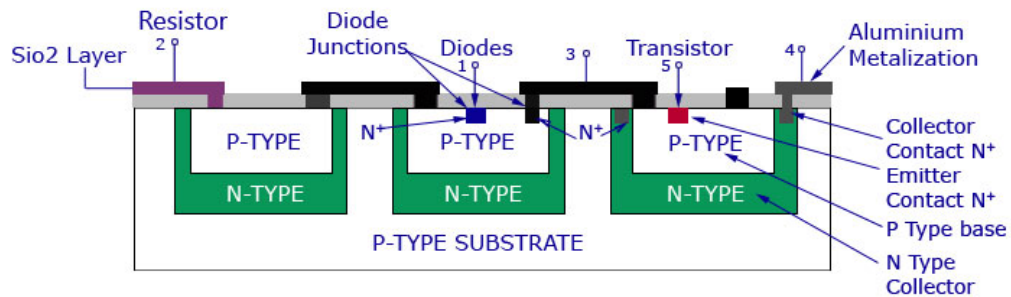 Resistor
2
Sio2 Layer
Diode
Junctions
Diodes
1
3
Transistor
5
4
Aluminium
Metalization
N+
P-TYPE
P-TYPE
N+
P-TYPE
N-TYPE
N-TYPE
N-TYPE
P-TYPE SUBSTRATE
Collector
Contact N+
Emitter
Contact N+
P Type base
N Type
Collector